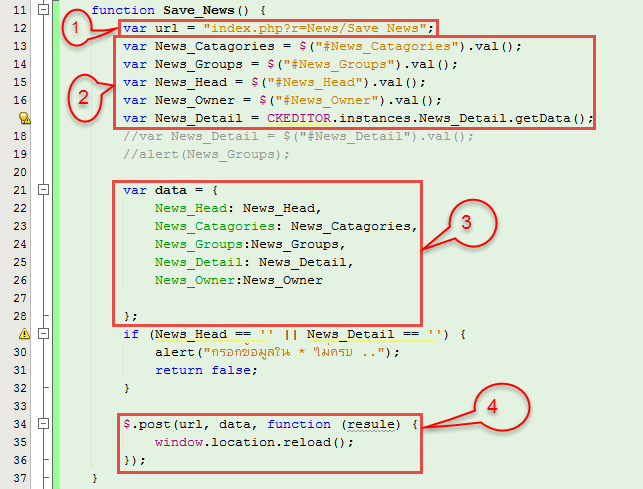 11 function Save_News() {
12 var url = "index.php?r=News/Save_News";
13 var News_Catagories = $("#News_Catagories").val();
14 var News_Groups = $("#News_Groups").val();
15 var News_Head = $("#News_Head").val();
16 var News_Owner = $("#News_Owner").val();
var News_Detail = CKEDITOR.instances.News_Detail.getData();
18 //var News_Detail = $("#News_Detail").val();
19 //alert(News_Groups);
20
21 var data = {
22 News_Head: News_Head,
23 News_Catagories: News_Catagories,
24 News_Groups:News_Groups,
25 News_Detail: News_Detail,
26 News_Owner:News_Owner
27
28 };
if (News_Head == '' || News_Detail == '') {
30 alert("กรอกข้อมูลใน * ไม่ครบ ..");
31 return false;
32 }
33
34 $.post(url, data, function (resule) {
35 window.location.reload();
36 });
37 }
1
2
3
4